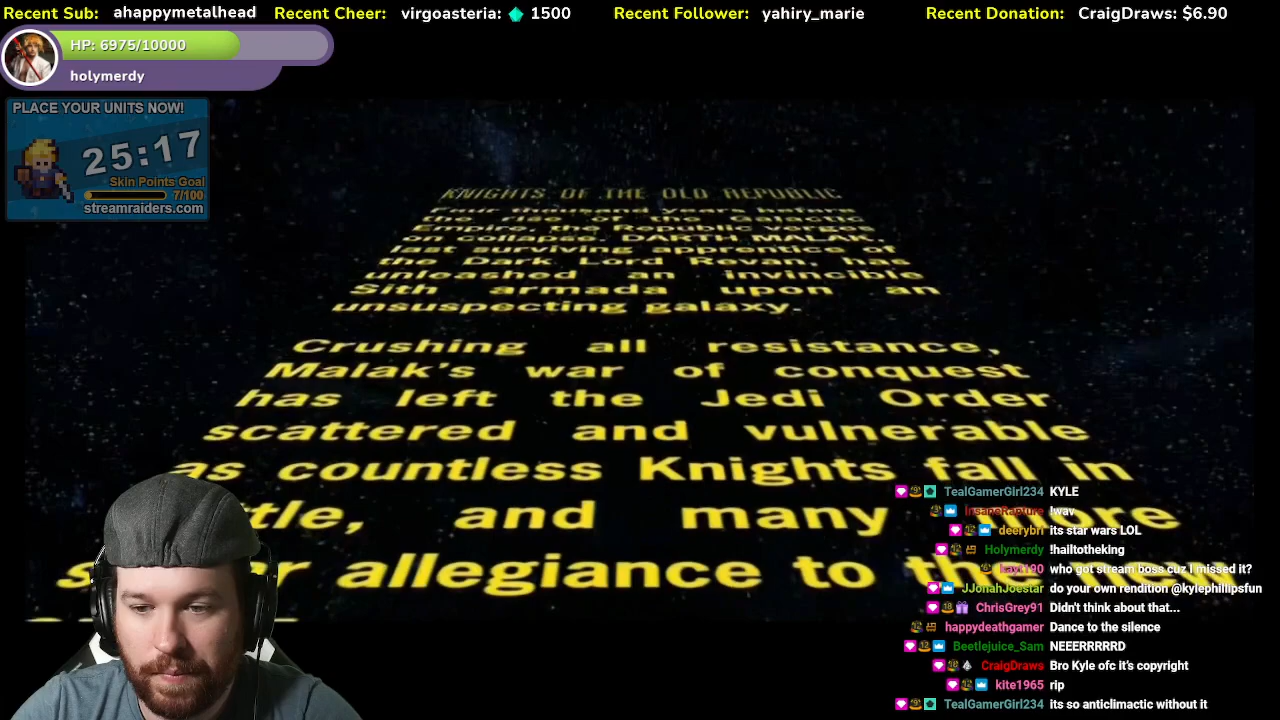 Recent Sub: ahappymetalhead Recent Cheer: virgoasteria: 1500 Recent Follower: yahiry_marie Recent Donation: CraigDraws: $6.90
HP: 6975/10000
holymerdy
PLACE YOUR UNITS NOW!
25:17
Skin Points Goal
7/100
streamraiders.com
KNIGHTS OF THE OLD REPUBLIC
Four thousand years before
the rise of the Galactic
Empire, the Republic verges
on collapse. DARTH MALAK,
last surviving apprentice of
the Dark Lord Revan, has
unleashed an invincible
Sith armada upon an
unsuspecting galaxy.
Crushing all resistance,
Malak's war of conquest
has left the Jedi Order
scattered and vulnerable
as countless Knights fall in
and many
allegiance to the
TealGamerGirl234 KYLE
InsaneRapture !wav
deerybri its star wars LOL
Holymerdy !hailtotheking
who got stream boss cuz I missed it?
JJonahJoestar do your own rendition @kylephillipsfun
ChrisGrey91 Didn't think about that...
happydeathgamer Dance to the silence
Beetlejuice_Sam NEEERRRRRD
CraigDraws Bro Kyle ofc it's copyright
kite1965 rip
TealGamerGirl234 its so anticlimactic without it